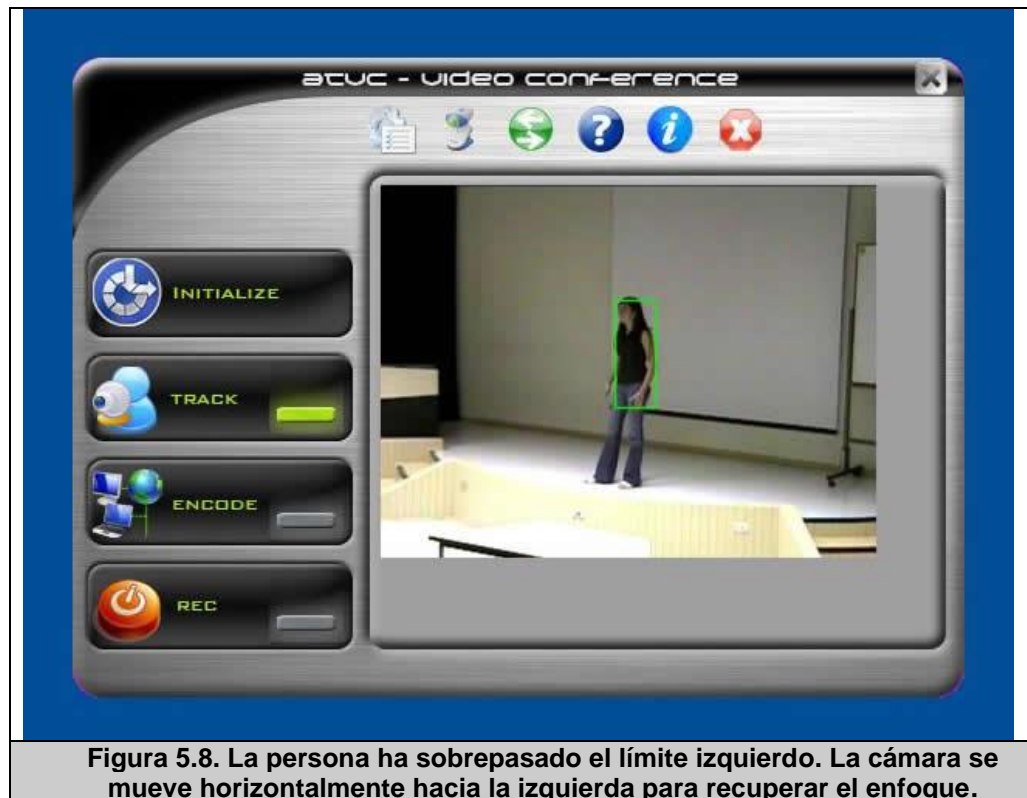 ATVC - VIDEO CONFERENCE
INITIALIZE
TRACK
ENCODE
REC
Figura 5.8. La persona ha sobrepasado el límite izquierdo. La cámara se
mueve horizontalmente hacia la izquierda para recuperar el enfoque.